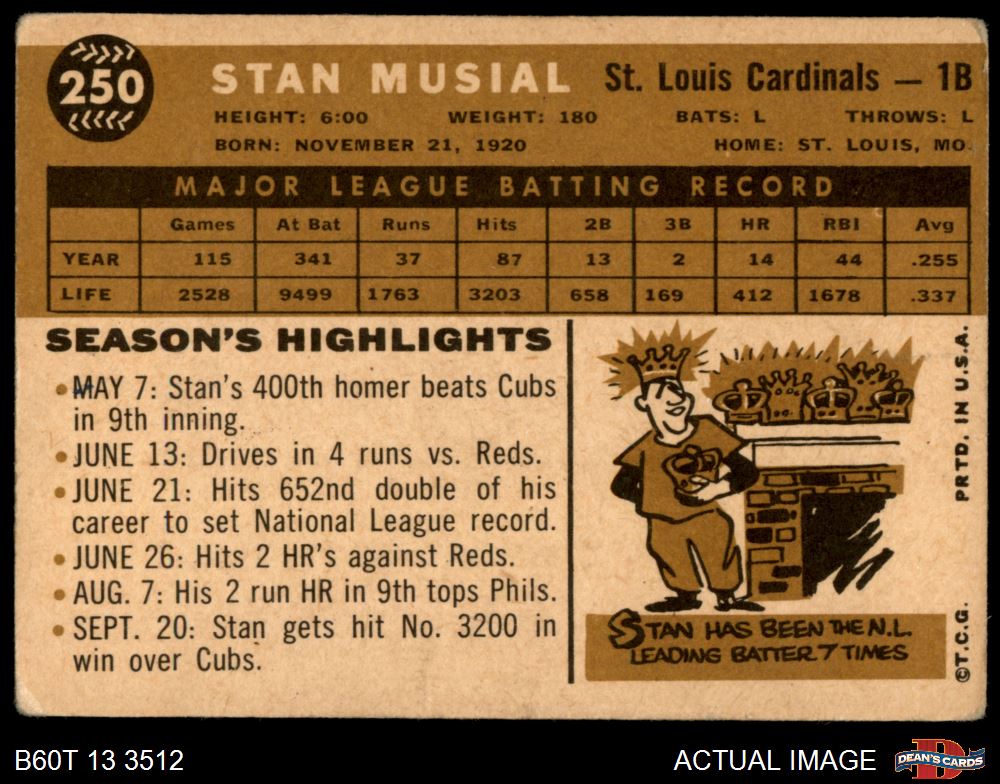 250
STAN MUSIAL St. Louis Cardinals — 1B
HEIGHT: 6:00 WEIGHT: 180 BATS: L THROWS: L
BORN: NOVEMBER 21, 1920 HOME: ST. LOUIS, MO.
MAJOR LEAGUE BATTING RECORD
Games At Bat Runs Hits 2B 3B HR RBI Avg
YEAR 115 341 37 87 13 2 14 44 .255
LIFE 2528 9499 1763 3203 658 169 412 1678 .337
SEASON'S HIGHLIGHTS
• MAY 7: Stan's 400th homer beats Cubs
in 9th inning.
• JUNE 13: Drives in 4 runs vs. Reds.
• JUNE 21: Hits 652nd double of his
career to set National League record.
• JUNE 26: Hits 2 HR's against Reds.
• AUG. 7: His 2 run HR in 9th tops Phils.
• SEPT. 20: Stan gets hit No. 3200 in
win over Cubs.
STAN HAS BEEN THE N.L.
LEADING BATTER 7 TIMES
©T.C.G. PRTD. IN U.S.A.
B60T 13 3512 ACTUAL IMAGE
D
DEAN'S CARDS